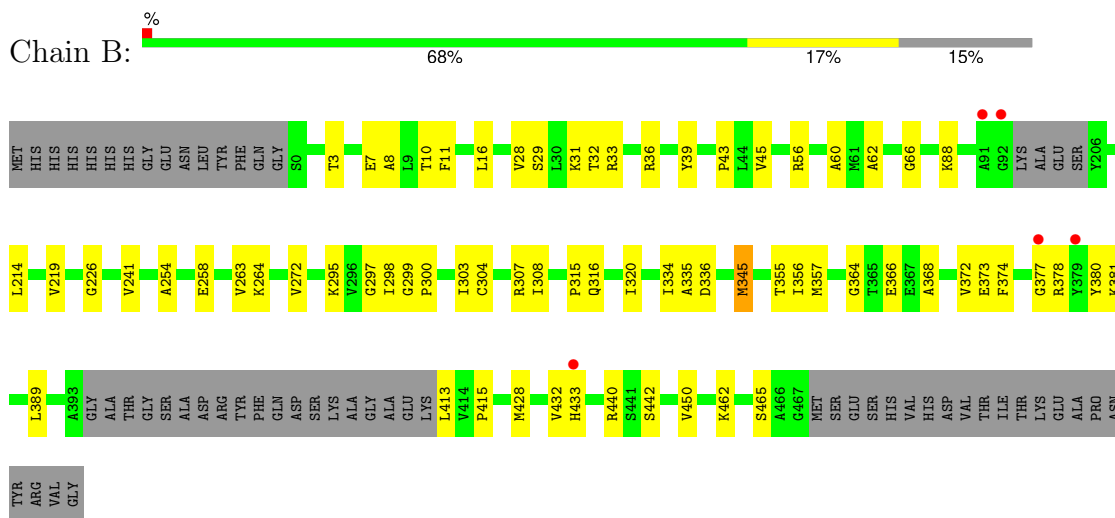 %
Chain B:
68% 17% 15%
MET HIS HIS HIS HIS HIS HIS GLY GLU ASN LEU TYR PHE GLN GLY S0 T3 E7 A8 L9 T10 F11 L16 V28 S29 L30 K31 T32 R33 R36 Y39 P43 L44 V45 R56 A60 M61 A62 G66 K88 A91 G92 LYS ALA GLU SER Y206
L214 V219 G226 V241 A254 E258 V263 K264 V272 K295 V296 G297 I298 G299 P300 I303 C304 R307 I308 P315 Q316 I320 I334 A335 D336 M345 T355 I356 M357 G364 T365 E366 E367 A368 V372 E373 F374 G377 R378 Y379 Y380 K381
L389 A393 GLY ALA THR GLY SER ALA ASP ARG TYR PHE GLN ASP SER LYS ALA GLY ALA GLU LYS L413 V414 P415 M428 V432 H433 R440 S441 S442 V450 K462 S465 A466 G467 MET SER GLU SER HIS VAL HIS ASP VAL THR ILE THR LYS GLU ALA PRO ASN
TYR ARG VAL GLY